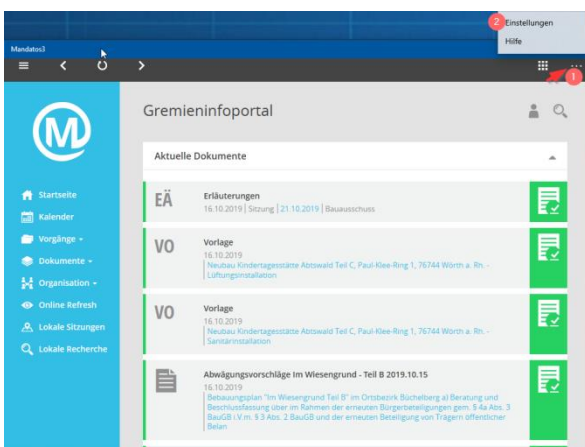 2 Einstellungen
Hilfe
Mandatos3
1
M
Gremieninfoportal
Aktuelle Dokumente
Startseite
Kalender
Vorgänge
Dokumente
Organisation
Online Refresh
Lokale Sitzungen
Lokale Recherche
EÄ
Erläuterungen
16.10.2019 | Sitzung | 21.10.2019 | Bauausschuss
VO
Vorlage
16.10.2019
Neubau Kindertagesstätte Abtswald Teil C, Paul-Klee-Ring 1, 76744 Wörth a. Rh. -
Lüftungsinstallation
VO
Vorlage
16.10.2019
Neubau Kindertagesstätte Abtswald Teil C, Paul-Klee-Ring 1, 76744 Wörth a. Rh. -
Sanitärinstallation
Abwägungsvorschläge Im Wiesengrund - Teil B 2019.10.15
16.10.2019
Bebauungsplan "Im Wiesengrund Teil B" im Ortsbezirk Büchelberg a) Beratung und
Beschlussfassung über im Rahmen der erneuten Bürgerbeteiligungen gem. § 4a Abs. 3
BauGB i.V m. § 3 Abs. 2 BauGB und der erneuten Beteiligung von Trägern öffentlicher
Belan